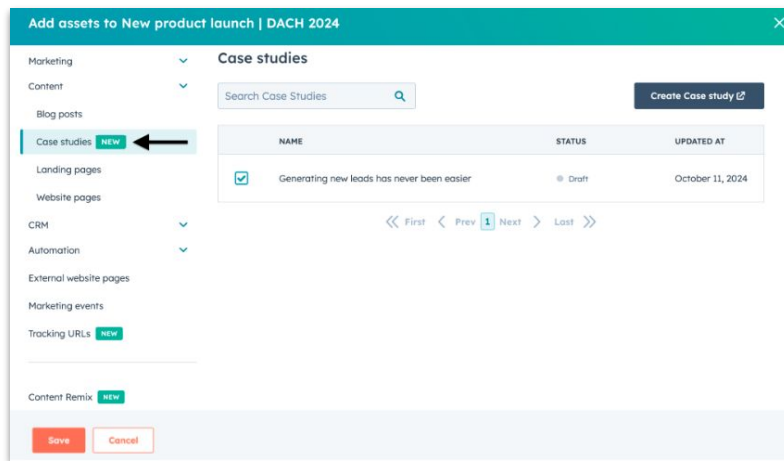 Add assets to New product launch | DACH 2024
Marketing
Content
Blog posts
Case studies NEW
Landing pages
Website pages
CRM
Automation
External website pages
Marketing events
Tracking URLs NEW
Content Remix NEW
Case studies
Search Case Studies
Create Case study
NAME STATUS UPDATED AT
Generating new leads has never been easier Draft October 11, 2024
First Prev 1 Next Last
Save Cancel